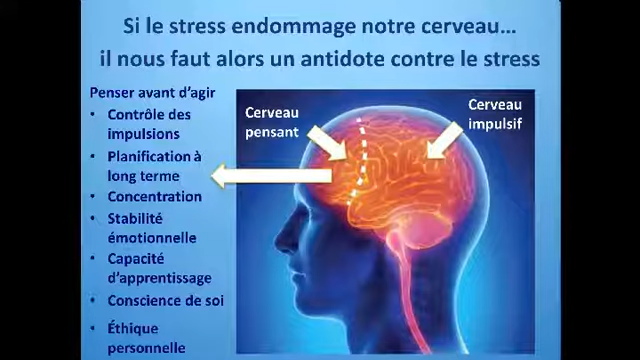 Si le stress endommage notre cerveau…
il nous faut alors un antidote contre le stress
Penser avant d'agir
• Contrôle des
impulsions
• Planification à
long terme
• Concentration
• Stabilité
émotionnelle
• Capacité
d'apprentissage
• Conscience de soi
• Éthique
personnelle
Cerveau
pensant
Cerveau
impulsif